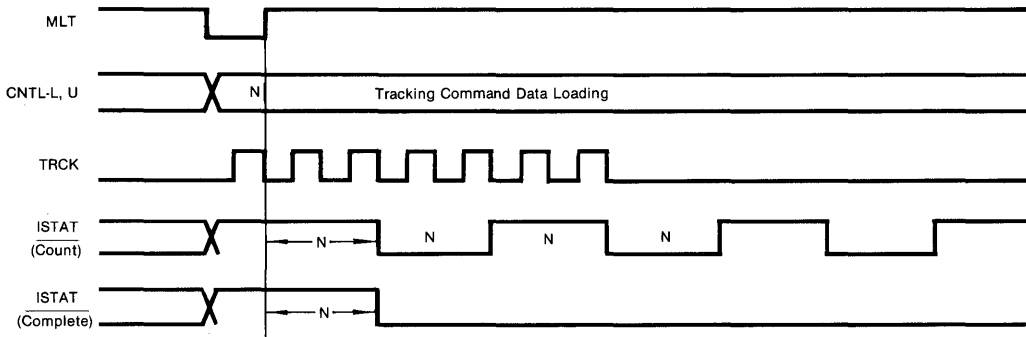 MLT
CNTL-L, U
N
Tracking Command Data Loading
TRCK
ISTAT
(Count)
N
N
N
N
ISTAT
(Complete)
N